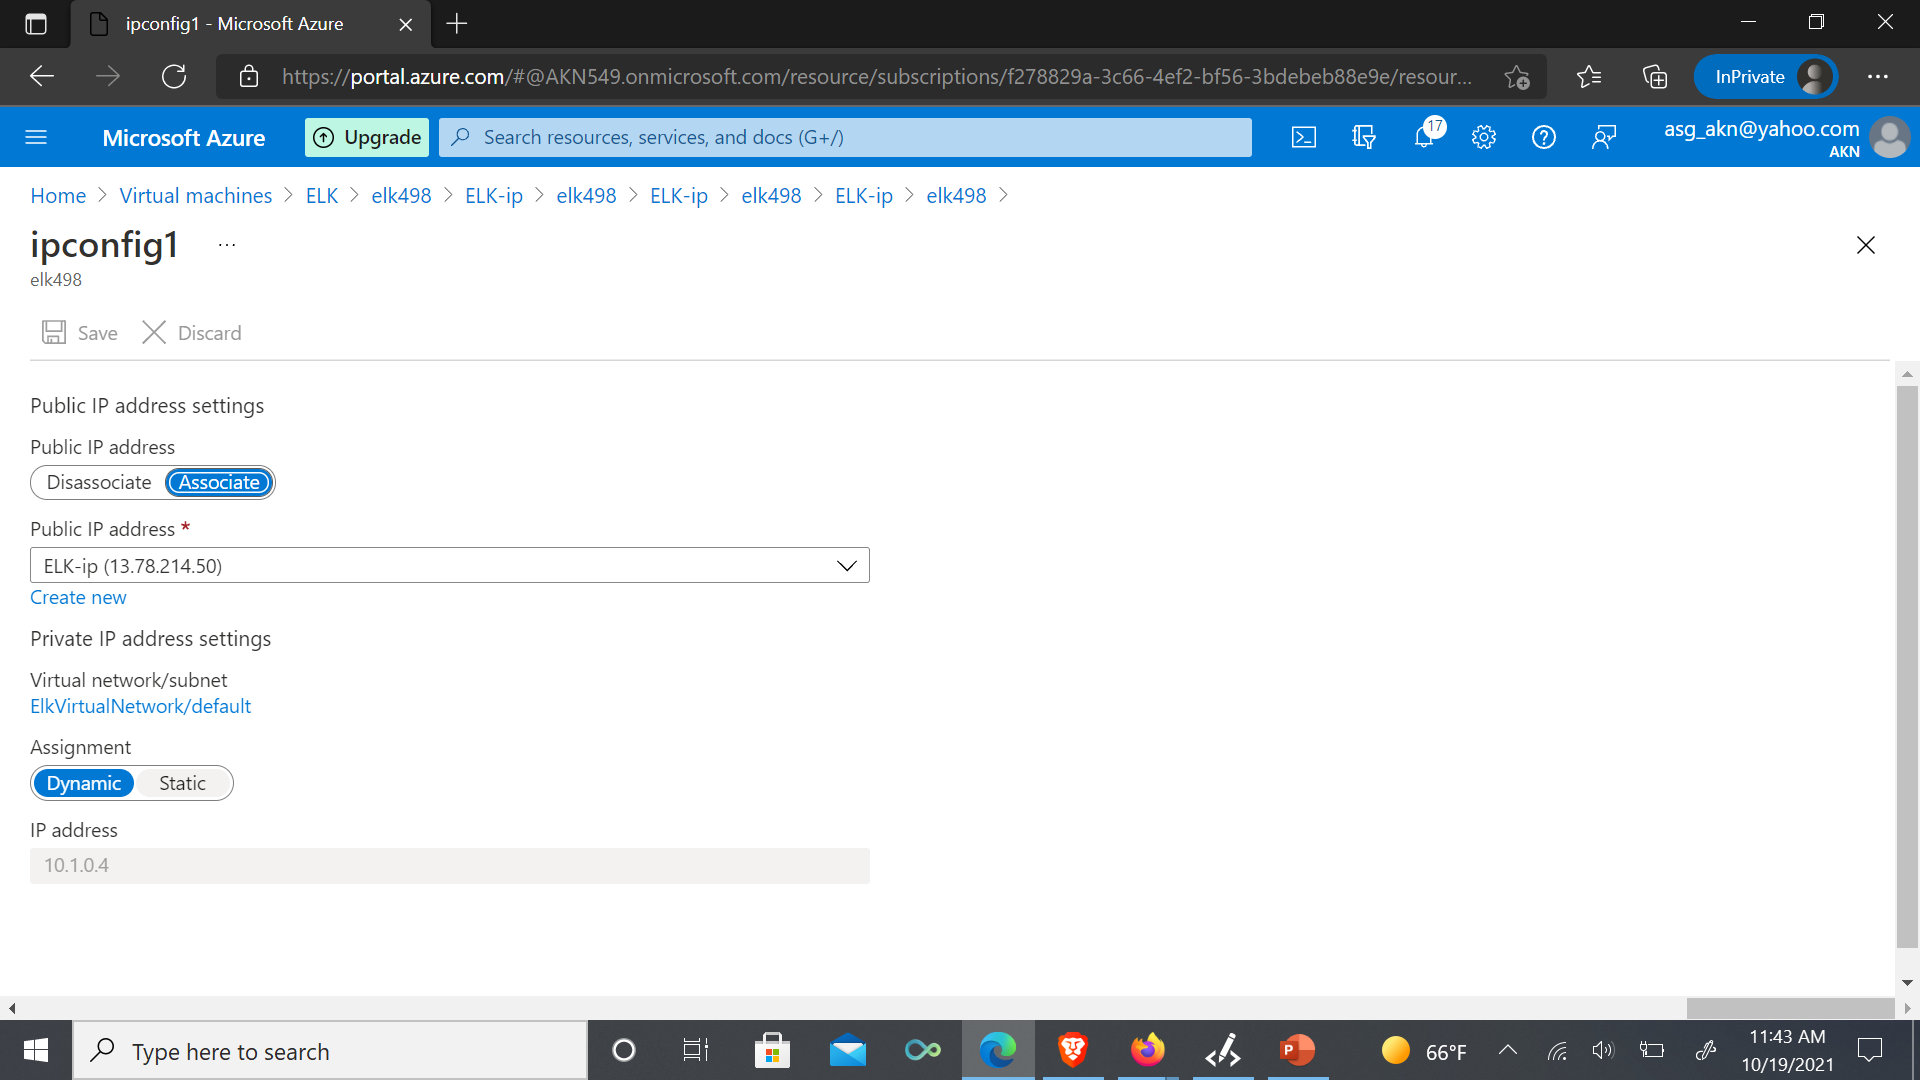 ipconfig1 - Microsoft Azure
https://portal.azure.com/#@AKN549.onmicrosoft.com/resource/subscriptions/f278829a-3c66-4ef2-bf56-3bdebeb88e9e/resour...
InPrivate
Microsoft Azure
Upgrade
Search resources, services, and docs (G+/)
17
asg_akn@yahoo.com
AKN
Home > Virtual machines > ELK > elk498 > ELK-ip > elk498 > ELK-ip > elk498 > ELK-ip > elk498 >
ipconfig1 ...
elk498
Save Discard
Public IP address settings
Public IP address
Disassociate Associate
Public IP address *
ELK-ip (13.78.214.50)
Create new
Private IP address settings
Virtual network/subnet
ElkVirtualNetwork/default
Assignment
Dynamic Static
IP address
10.1.0.4
Type here to search
P
66°F
11:43 AM
10/19/2021